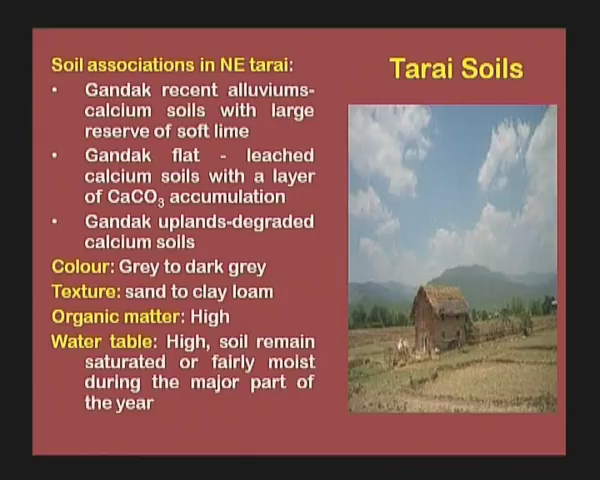 Tarai Soils
Soil associations in NE tarai:
• Gandak recent alluviums-
calcium soils with large
reserve of soft lime
• Gandak flat - leached
calcium soils with a layer
of CaCO3 accumulation
• Gandak uplands-degraded
calcium soils
Colour: Grey to dark grey
Texture: sand to clay loam
Organic matter: High
Water table: High, soil remain
saturated or fairly moist
during the major part of
the year